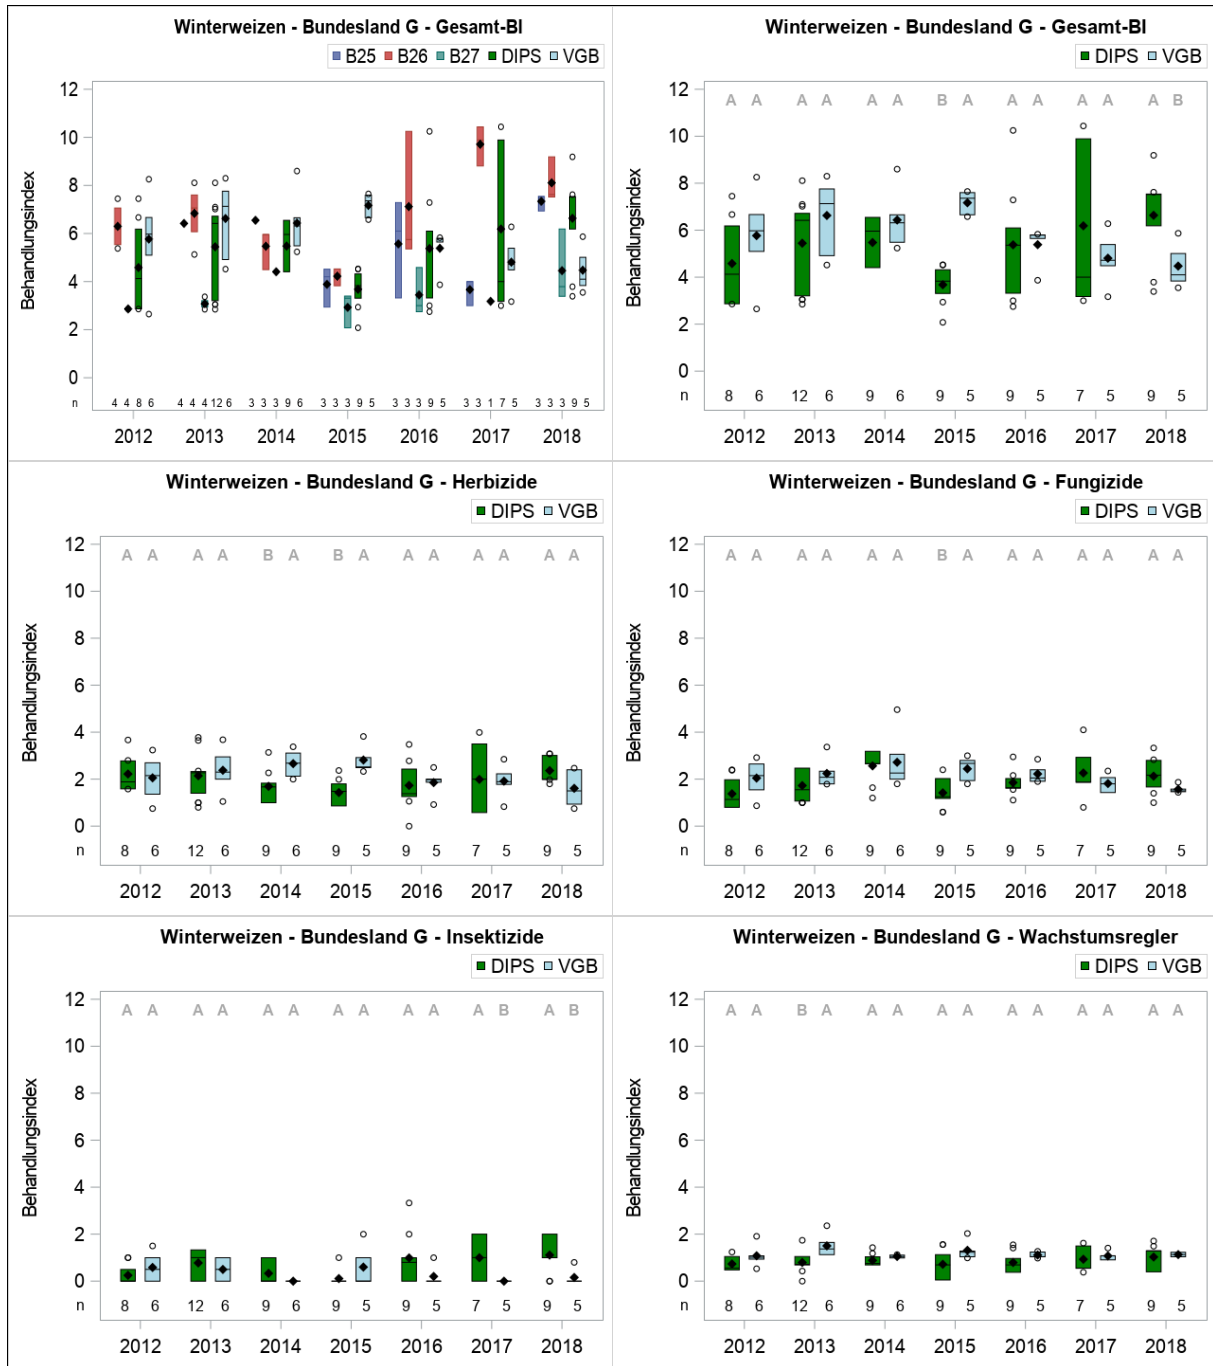 Winterweizen - Bundesland G - Gesamt-BI
B25 B26 B27 DIPS VGB
Behandlungsindex
12
10
8
6
4
2
0
n 4 4 8 6 4 4 4 12 6 3 3 3 9 6 3 3 3 9 5 3 3 3 9 5 3 3 1 7 5 3 3 3 9 5
2012 2013 2014 2015 2016 2017 2018
Winterweizen - Bundesland G - Gesamt-BI
DIPS VGB
Behandlungsindex
12
10
8
6
4
2
0
A A A A A A B A A A A A A B
n 8 6 12 6 9 6 9 5 9 5 7 5 9 5
2012 2013 2014 2015 2016 2017 2018
Winterweizen - Bundesland G - Herbizide
DIPS VGB
Behandlungsindex
12
10
8
6
4
2
0
A A A A B A B A A A A A A A
n 8 6 12 6 9 6 9 5 9 5 7 5 9 5
2012 2013 2014 2015 2016 2017 2018
Winterweizen - Bundesland G - Fungizide
DIPS VGB
Behandlungsindex
12
10
8
6
4
2
0
A A A A A A B A A A A A A A
n 8 6 12 6 9 6 9 5 9 5 7 5 9 5
2012 2013 2014 2015 2016 2017 2018
Winterweizen - Bundesland G - Insektizide
DIPS VGB
Behandlungsindex
12
10
8
6
4
2
0
A A A A A A A A A A A B A B
n 8 6 12 6 9 6 9 5 9 5 7 5 9 5
2012 2013 2014 2015 2016 2017 2018
Winterweizen - Bundesland G - Wachstumsregler
DIPS VGB
Behandlungsindex
12
10
8
6
4
2
0
A A B A A A A A A A A A A A
n 8 6 12 6 9 6 9 5 9 5 7 5 9 5
2012 2013 2014 2015 2016 2017 2018